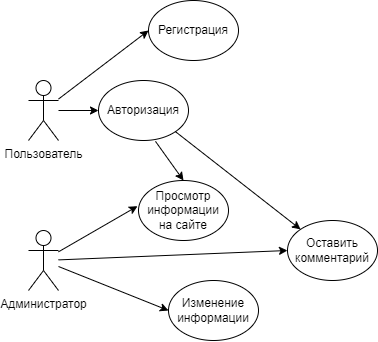 Регистрация
Авторизация
Пользователь
Просмотр
информации
на сайте
Оставить
комментарий
Администратор
Изменение
информации